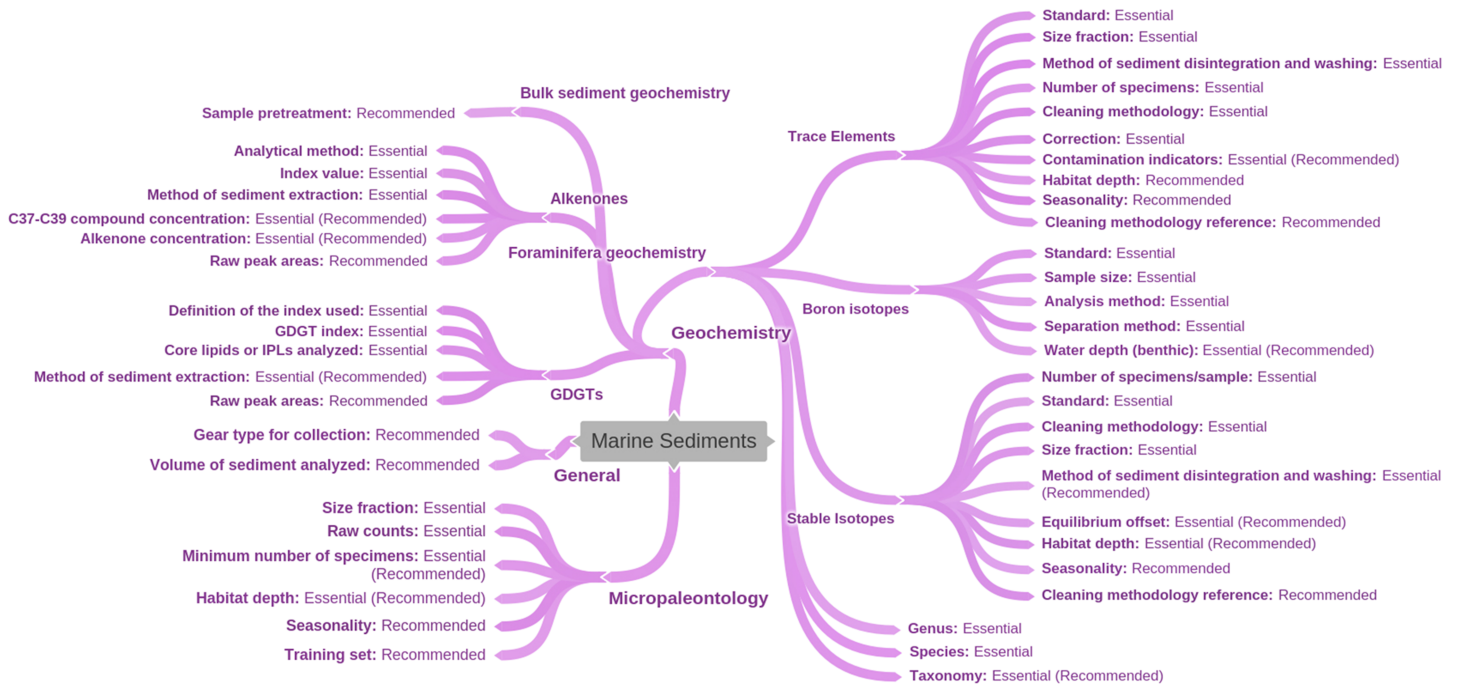 Marine Sediments
Geochemistry
Bulk sediment geochemistry
Sample pretreatment: Recommended
Alkenones
Analytical method: Essential
Index value: Essential
Method of sediment extraction: Essential
C37-C39 compound concentration: Essential (Recommended)
Alkenone concentration: Essential (Recommended)
Raw peak areas: Recommended
GDGTs
Definition of the index used: Essential
GDGT index: Essential
Core lipids or IPLs analyzed: Essential
Method of sediment extraction: Essential (Recommended)
Raw peak areas: Recommended
General
Gear type for collection: Recommended
Volume of sediment analyzed: Recommended
Micropaleontology
Size fraction: Essential
Raw counts: Essential
Minimum number of specimens: Essential
(Recommended)
Habitat depth: Essential (Recommended)
Seasonality: Recommended
Training set: Recommended
Foraminifera geochemistry
Trace Elements
Standard: Essential
Size fraction: Essential
Method of sediment disintegration and washing: Essential
Number of specimens: Essential
Cleaning methodology: Essential
Correction: Essential
Contamination indicators: Essential (Recommended)
Habitat depth: Recommended
Seasonality: Recommended
Cleaning methodology reference: Recommended
Boron isotopes
Standard: Essential
Sample size: Essential
Analysis method: Essential
Separation method: Essential
Water depth (benthic): Essential (Recommended)
Stable Isotopes
Number of specimens/sample: Essential
Standard: Essential
Cleaning methodology: Essential
Size fraction: Essential
Method of sediment disintegration and washing: Essential
(Recommended)
Equilibrium offset: Essential (Recommended)
Habitat depth: Essential (Recommended)
Seasonality: Recommended
Cleaning methodology reference: Recommended
Genus: Essential
Species: Essential
Taxonomy: Essential (Recommended)